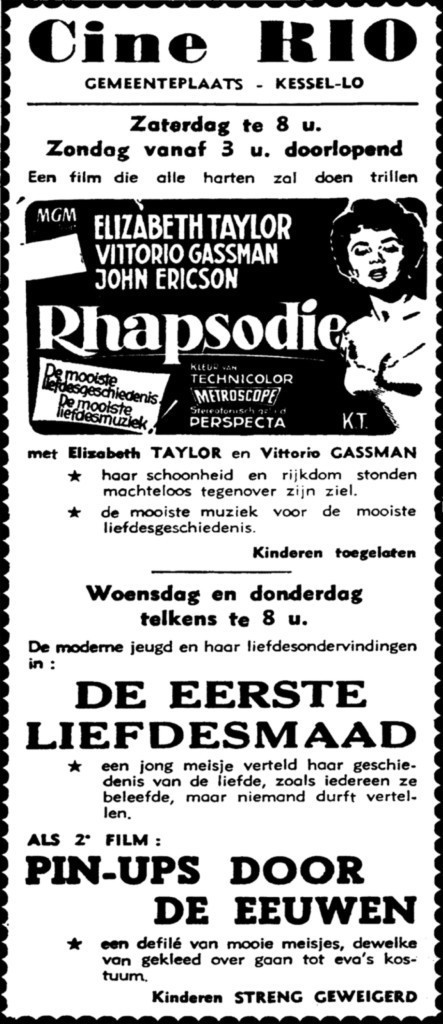 Cine RIO
GEMEENTEPLAATS - KESSEL-LO
Zaterdag te 8 u.
Zondag vanaf 3 u. doorlopend
Een film die alle harten zal doen trillen
MGM
ELIZABETH TAYLOR
VITTORIO GASSMAN
JOHN ERICSON
Rhapsodie
De mooiste
liefdesgeschiedenis.
De mooiste
liefdesmuziek
KLEUR VAN
TECHNICOLOR
METROSCOPE
Stereofonisch
PERSPECTA
K.T.
met Elizabeth TAYLOR en Vittorio GASSMAN
★ haar schoonheid en rijkdom stonden
machteloos tegenover zijn ziel.
★ de mooiste muziek voor de mooiste
liefdesgeschiedenis.
Kinderen toegelaten
Woensdag en donderdag
telkens te 8 u.
De moderne jeugd en haar liefdesondervindingen
in :
DE EERSTE
LIEFDESMAAD
★ een jong meisje verteld haar geschie-
denis van de liefde, zoals iedereen ze
beleefde, maar niemand durft vertel-
len.
ALS 2e FILM :
PIN-UPS DOOR
DE EEUWEN
★ een defilé van mooie meisjes, dewelke
van gekleed over gaan tot eva's kos-
tuum.
Kinderen STRENG GEWEIGERD